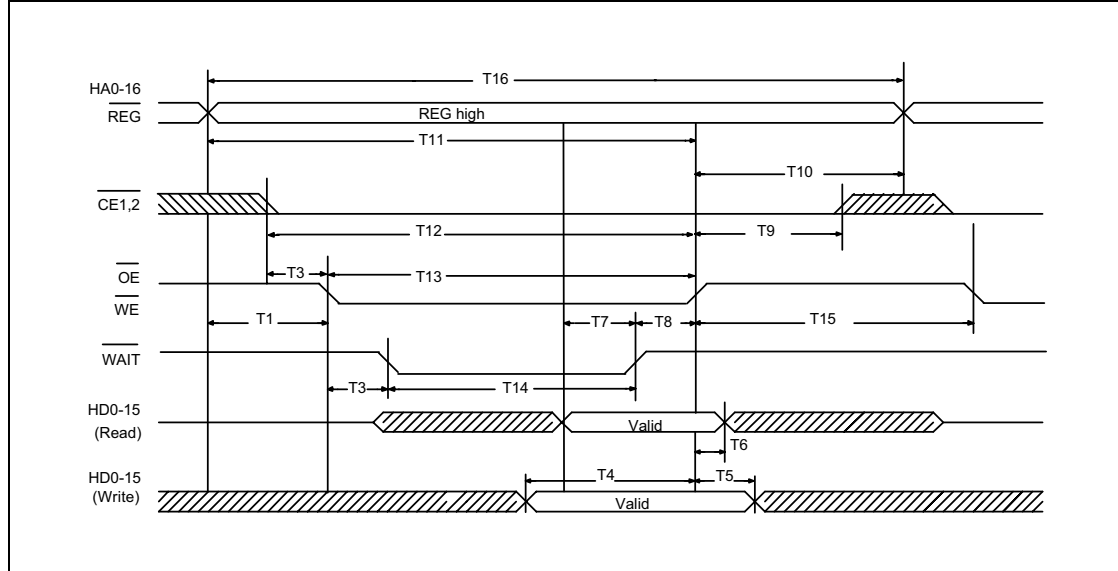 T16
HA0-16
REG
REG high
T11
T10
CE1,2
T12
T9
OE
T3
T13
WE
T1
T7
T8
T15
WAIT
T3
T14
HD0-15
(Read)
Valid
T6
HD0-15
(Write)
T4
T5
Valid